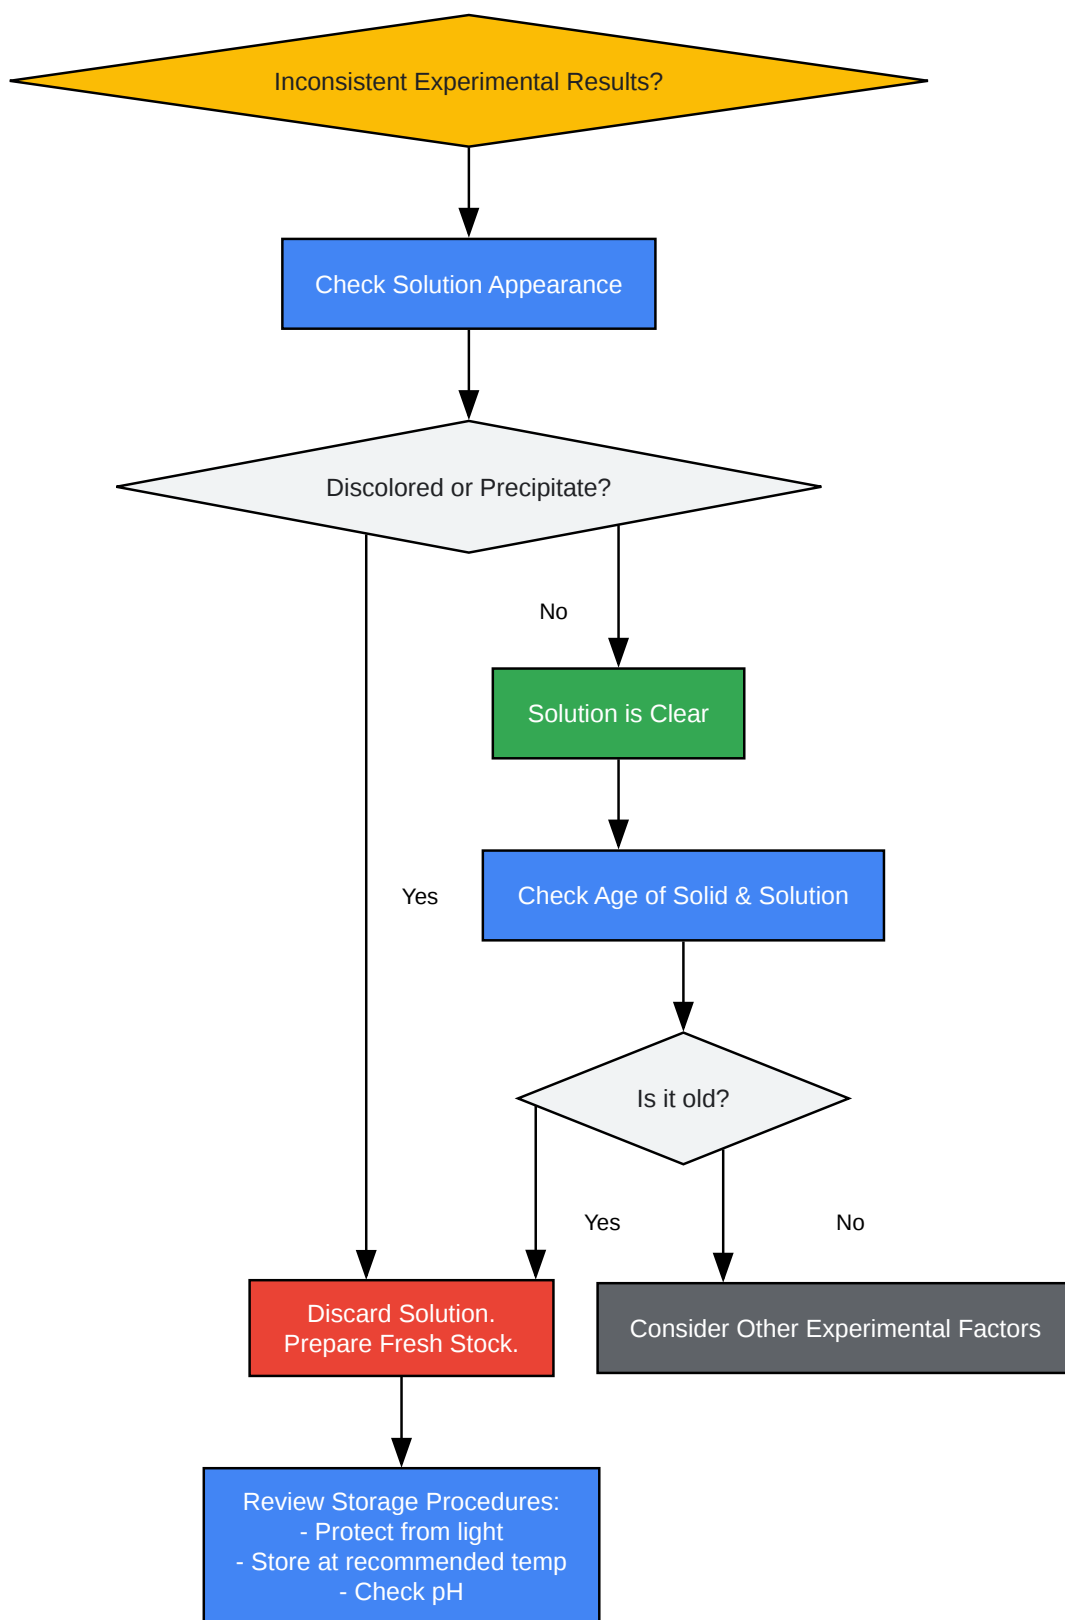 Inconsistent Experimental Results?
Check Solution Appearance
Discolored or Precipitate?
No
Solution is Clear
Yes
Check Age of Solid & Solution
Is it old?
Yes
No
Discard Solution.
Prepare Fresh Stock.
Consider Other Experimental Factors
Review Storage Procedures:
- Protect from light
- Store at recommended temp
- Check pH